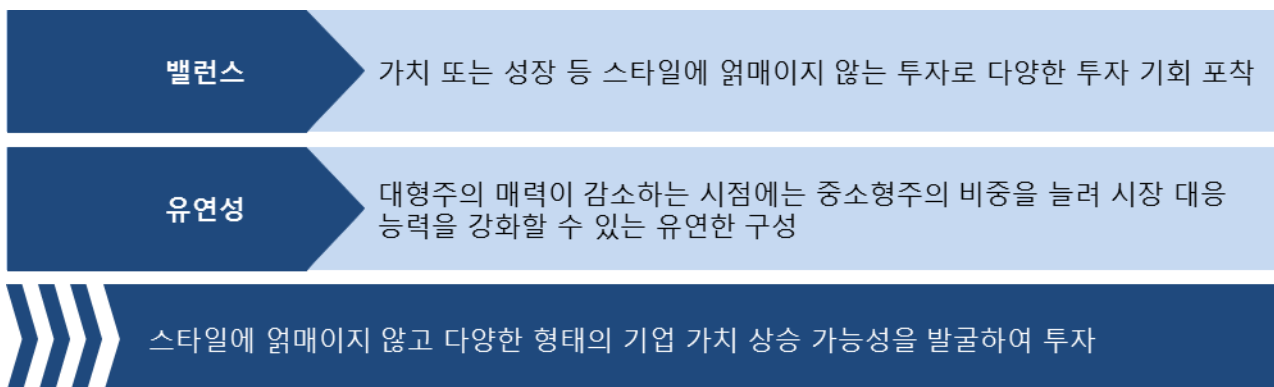 밸런스
가치 또는 성장 등 스타일에 얽매이지 않는 투자로 다양한 투자 기회 포착
유연성
대형주의 매력이 감소하는 시점에는 중소형주의 비중을 늘려 시장 대응
능력을 강화할 수 있는 유연한 구성
스타일에 얽매이지 않고 다양한 형태의 기업 가치 상승 가능성을 발굴하여 투자